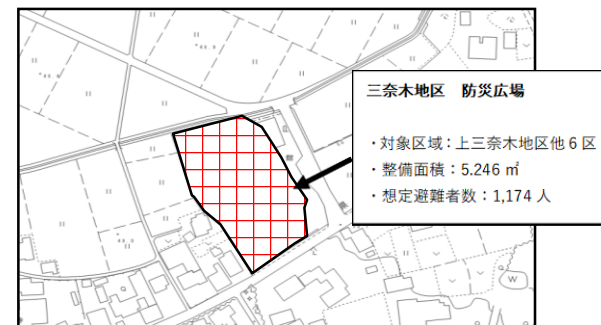 三奈木地区 防災広場
・対象区域：上三奈木地区他 6 区
・整備面積：5.246 ㎡
・想定避難者数：1,174 人
W